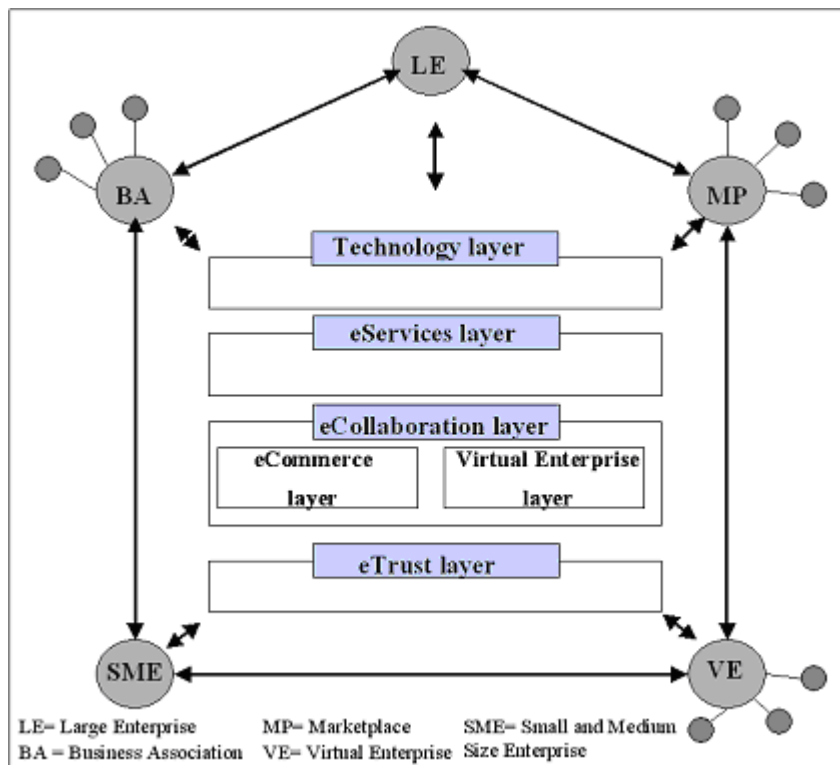 LE
BA
MP
Technology layer
eServices layer
eCollaboration layer
eCommerce
layer
Virtual Enterprise
layer
eTrust layer
SME
VE
LE= Large Enterprise
MP= Marketplace
SME= Small and Medium
BA = Business Association
VE= Virtual Enterprise
Size Enterprise